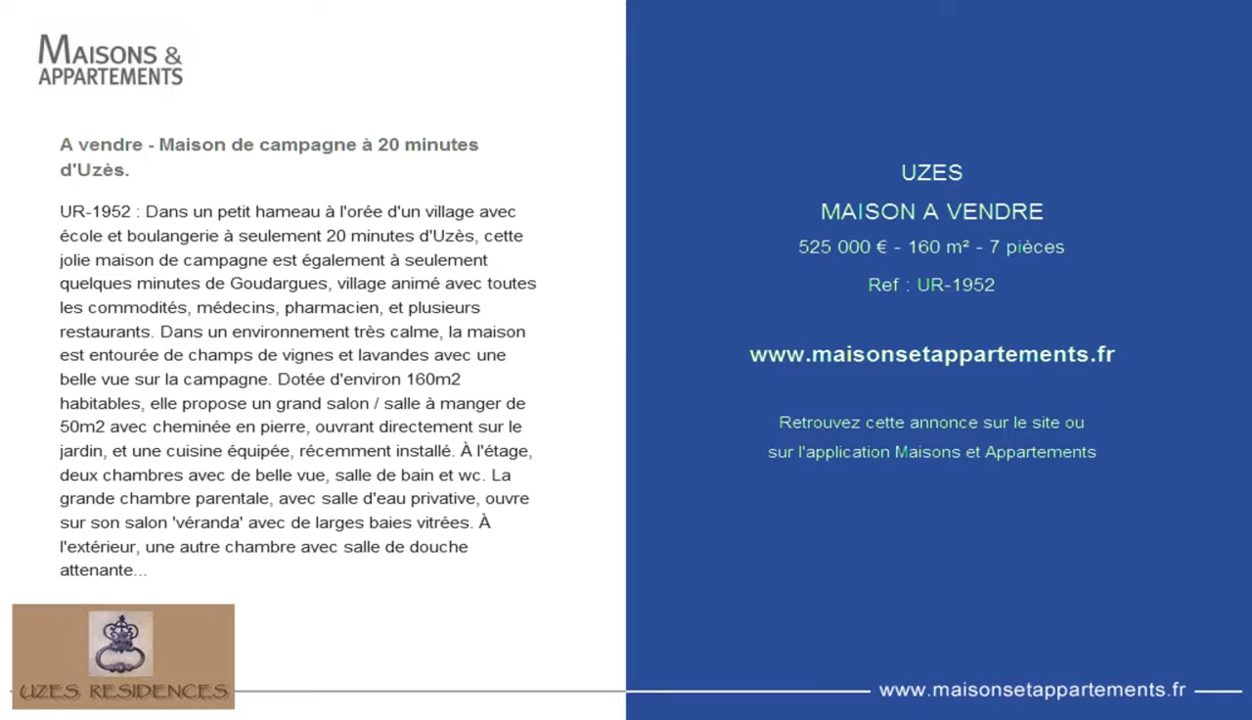 MAISONS &
APPARTEMENTS
A vendre - Maison de campagne à 20 minutes
d'Uzès.
UR-1952 : Dans un petit hameau à l'orée d'un village avec
école et boulangerie à seulement 20 minutes d'Uzès, cette
jolie maison de campagne est également à seulement
quelques minutes de Goudargues, village animé avec toutes
les commodités, médecins, pharmacien, et plusieurs
restaurants. Dans un environnement très calme, la maison
est entourée de champs de vignes et lavandes avec une
belle vue sur la campagne. Dotée d'environ 160m2
habitables, elle propose un grand salon / salle à manger de
50m2 avec cheminée en pierre, ouvrant directement sur le
jardin, et une cuisine équipée, récemment installé. À l'étage,
deux chambres avec de belle vue, salle de bain et wc. La
grande chambre parentale, avec salle d'eau privative, ouvre
sur son salon 'véranda' avec de larges baies vitrées. À
l'extérieur, une autre chambre avec salle de douche
attenante...
UZES RESIDENCES
UZES
MAISON A VENDRE
525 000 € - 160 m² - 7 pièces
Ref : UR-1952
www.maisonsetappartements.fr
Retrouvez cette annonce sur le site ou
sur l'application Maisons et Appartements
www.maisonsetappartements.fr